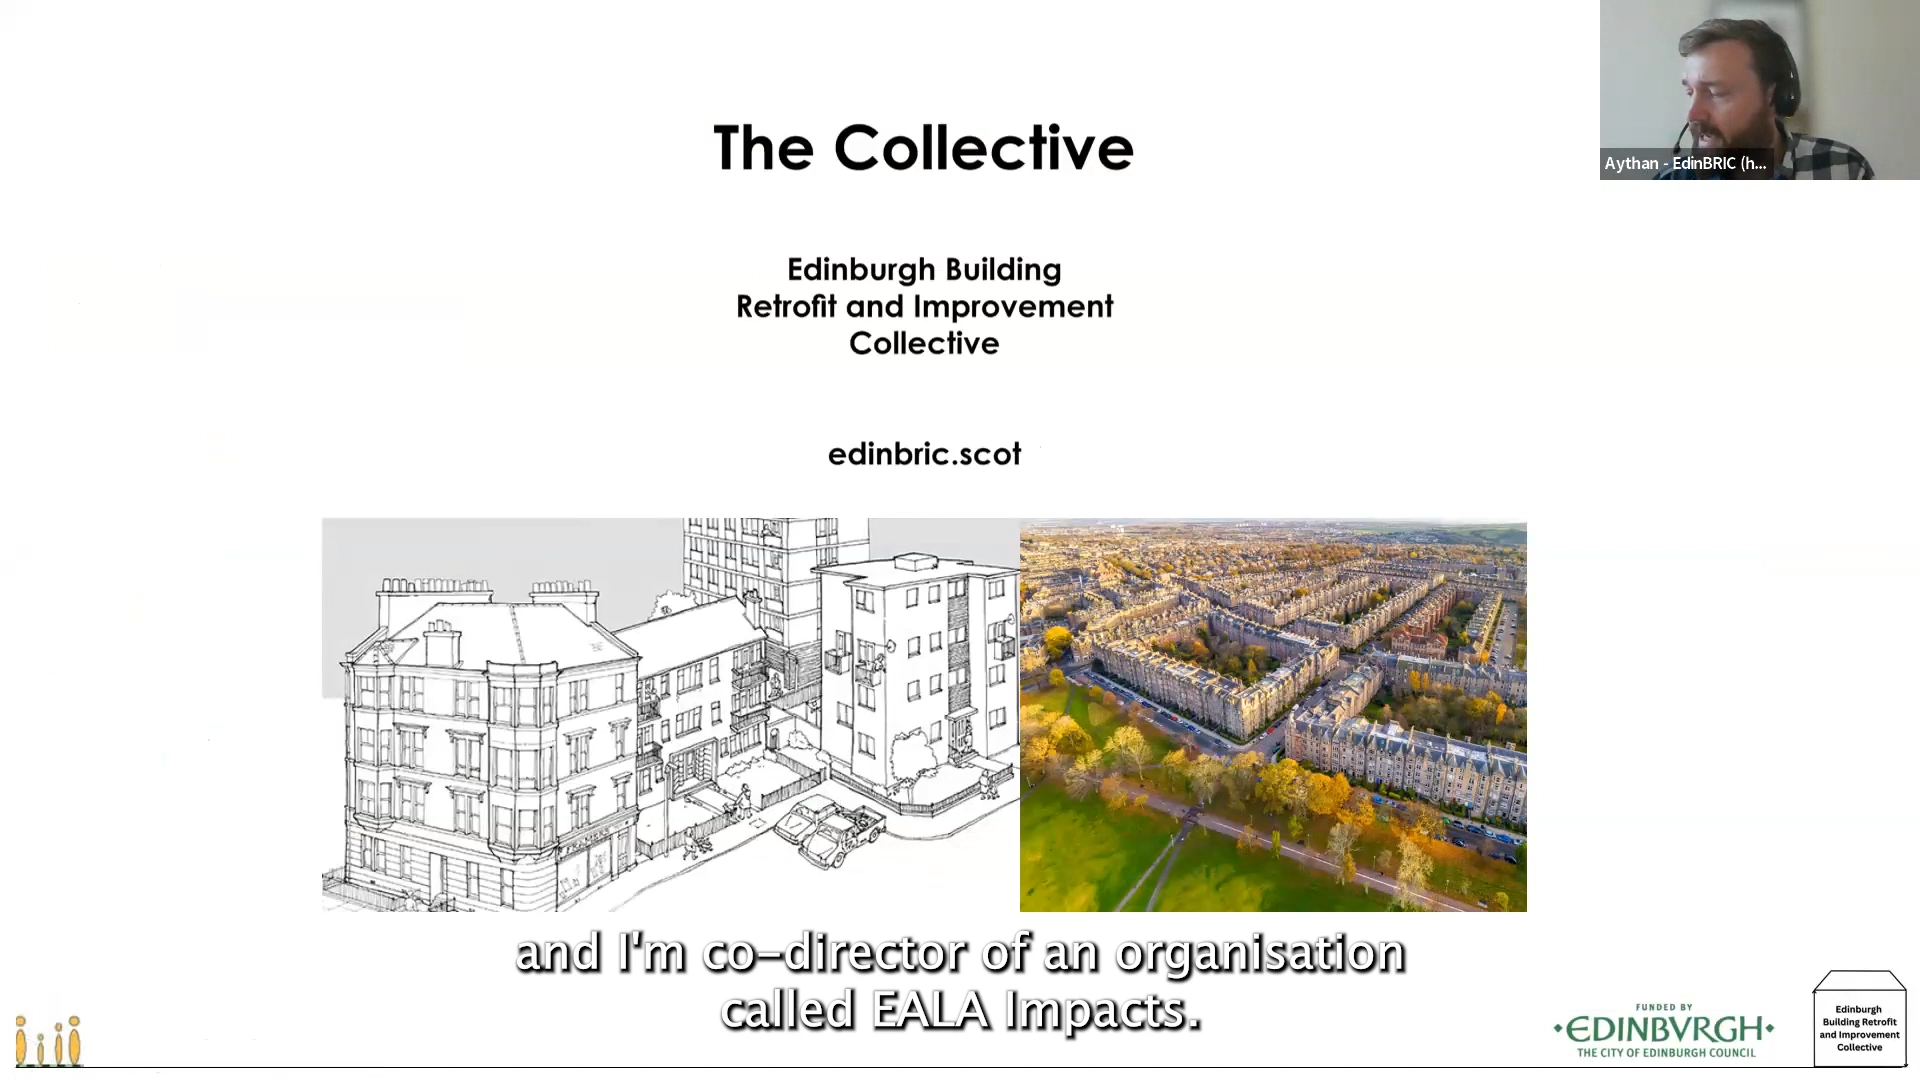 The Collective
Aythan - EdinBRIC (h...
Edinburgh Building
Retrofit and Improvement
Collective
edinbric.scot
and I'm co-director of an organisation
called EALA Impacts.
FUNDED BY
EDINBVRGH
THE CITY OF EDINBURGH COUNCIL
Edinburgh
Building Retrofit
and Improvement
Collective